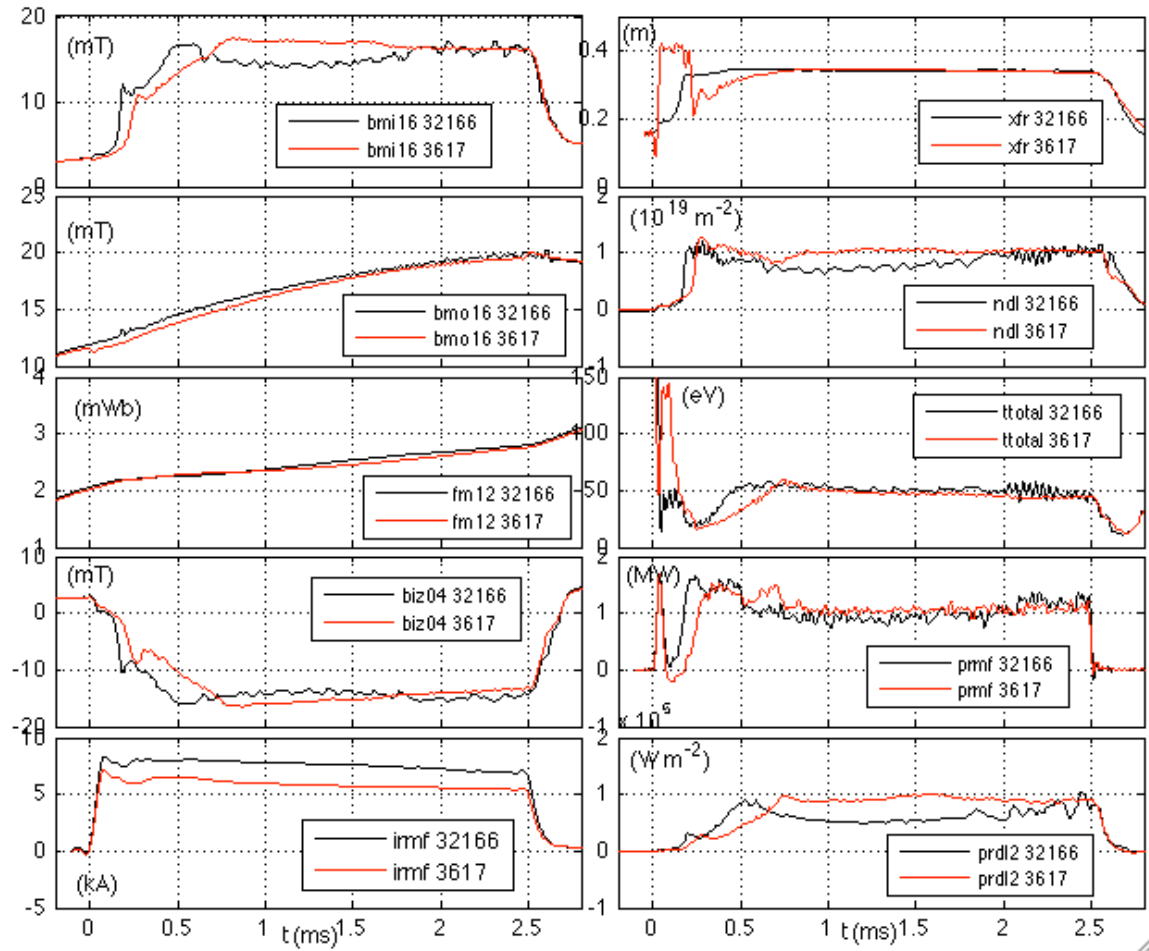 20
(mT)
10
0
bmi16 32166
bmi16 3617
25
(mT)
20
15
10
bmo16 32166
bmo16 3617
4
(mWb)
3
2
1
fm12 32166
fm12 3617
10
(mT)
0
-10
-20
biz04 32166
biz04 3617
10
5
0
-5
irmf 32166
irmf 3617
(kA)
0 0.5 1 1.5 2 2.5
t (ms)
(m)
0.4
0.2
0
xfr 32166
xfr 3617
2
(10 19 m-2)
1
0
-1
ndl 32166
ndl 3617
150
(eV)
100
50
0
ttotal 32166
ttotal 3617
2
(MW)
1
0
-1
prmf 32166
prmf 3617
2
(W m-2)
1
0
-1
prdl2 32166
prdl2 3617
0 0.5 1 1.5 2 2.5
t (ms)